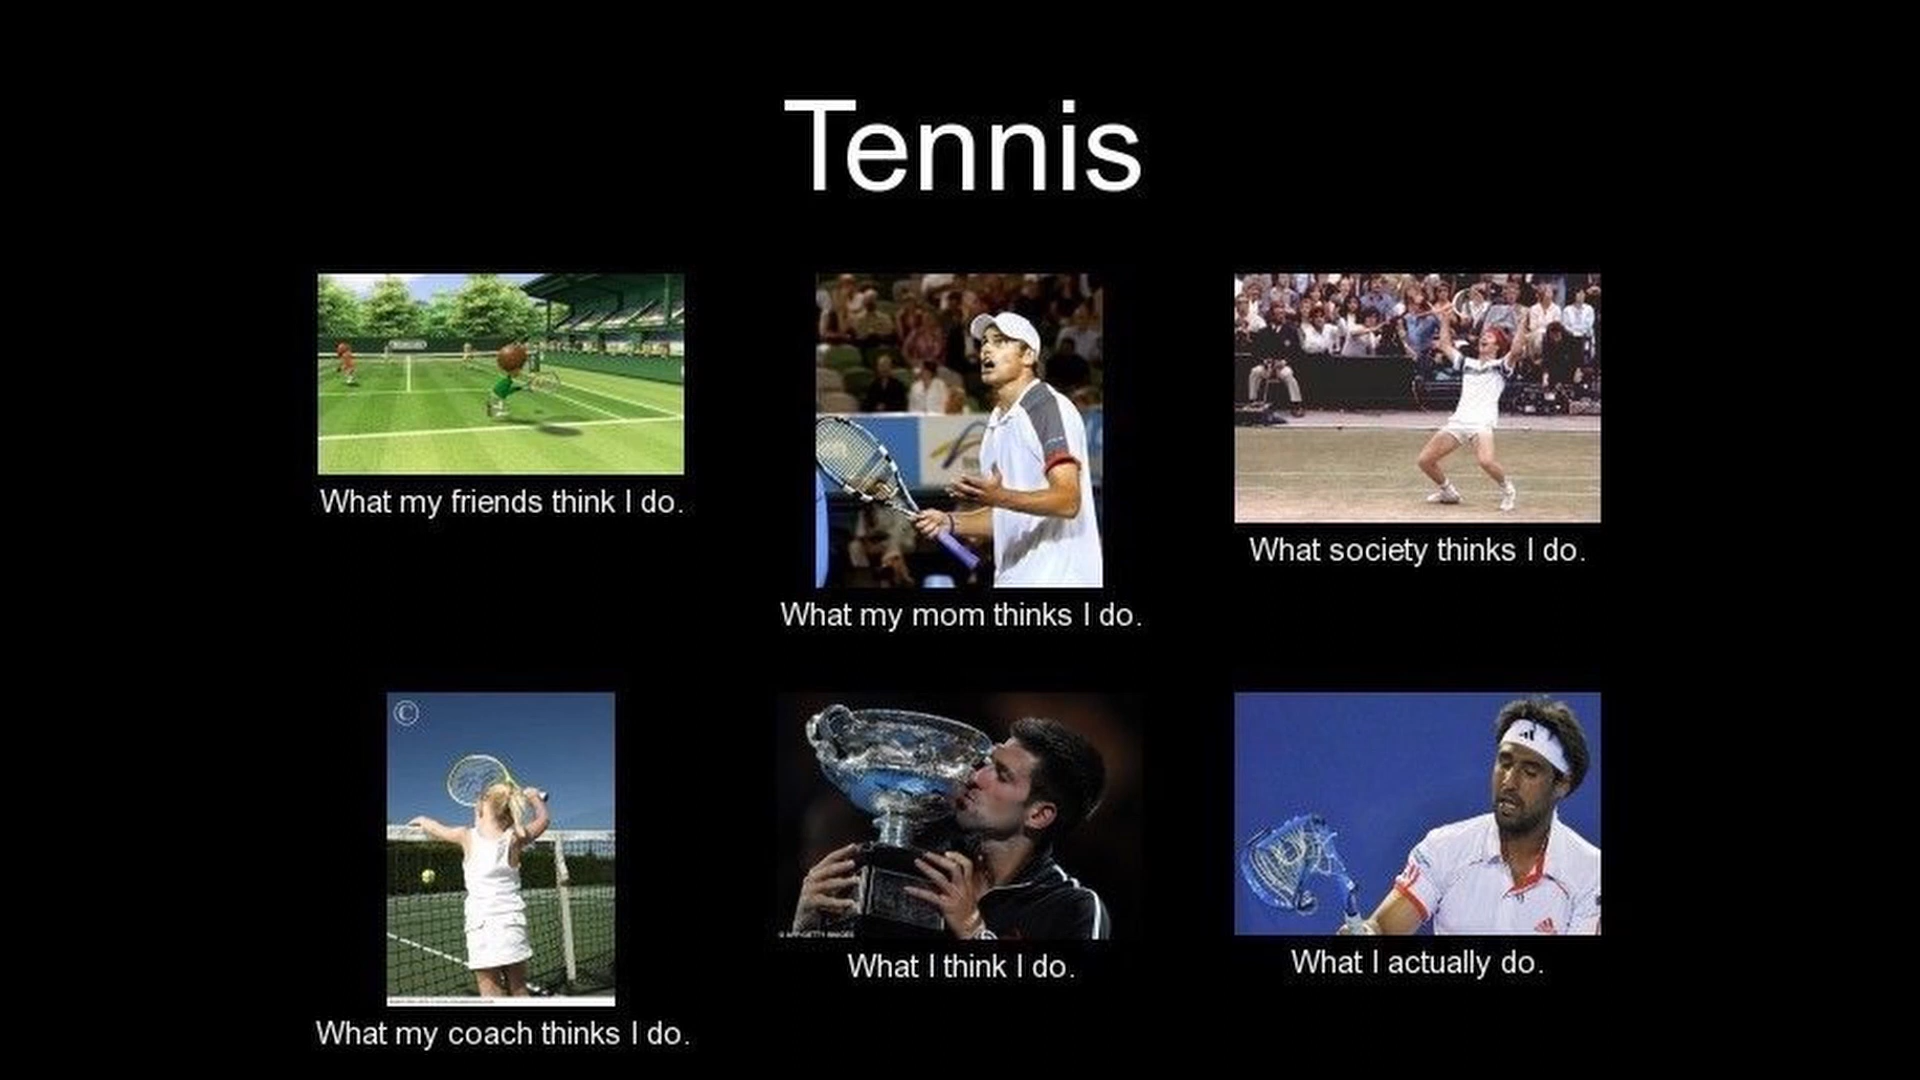 Tennis
What my friends think I do.
What my mom thinks I do.
What society thinks I do.
©
What my coach thinks I do.
What I think I do.
What I actually do.